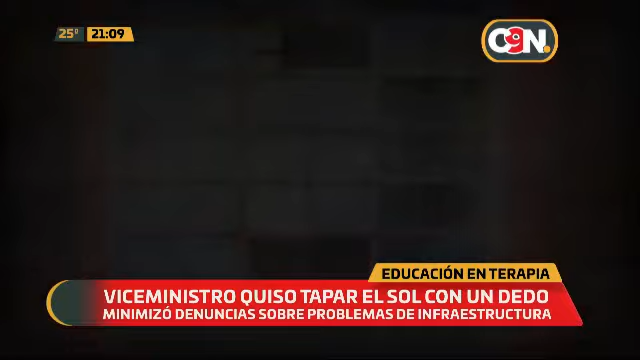 25º 21:09
C9N.
EDUCACIÓN EN TERAPIA
VICEMINISTRO QUISO TAPAR EL SOL CON UN DEDO
MINIMIZÓ DENUNCIAS SOBRE PROBLEMAS DE INFRAESTRUCTURA